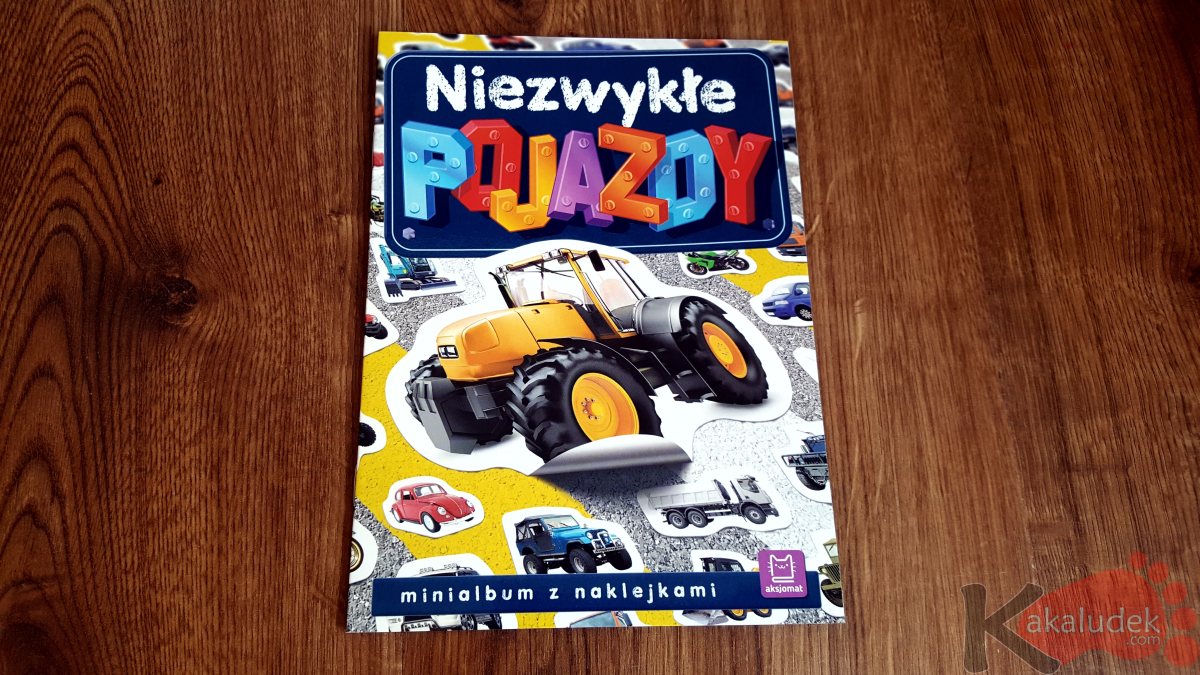 Niezwykłe
POJAZDY
aksjomat
minialbum z naklejkami
Kakaludek
.com